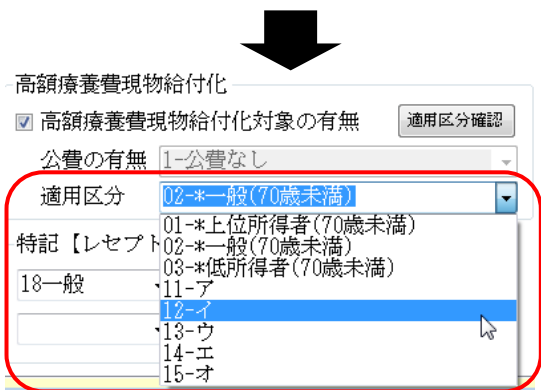 高額療養費現物給付化
高額療養費現物給付化対象の有無
適用区分確認
公費の有無
1-公費なし
適用区分
02-*一般(70歳未満)
01-*上位所得者(70歳未満)
特記【レセプト
02-*一般(70歳未満)
03-*低所得者(70歳未満)
18一般
11-ア
12-イ
13-ウ
14-エ
15-オ